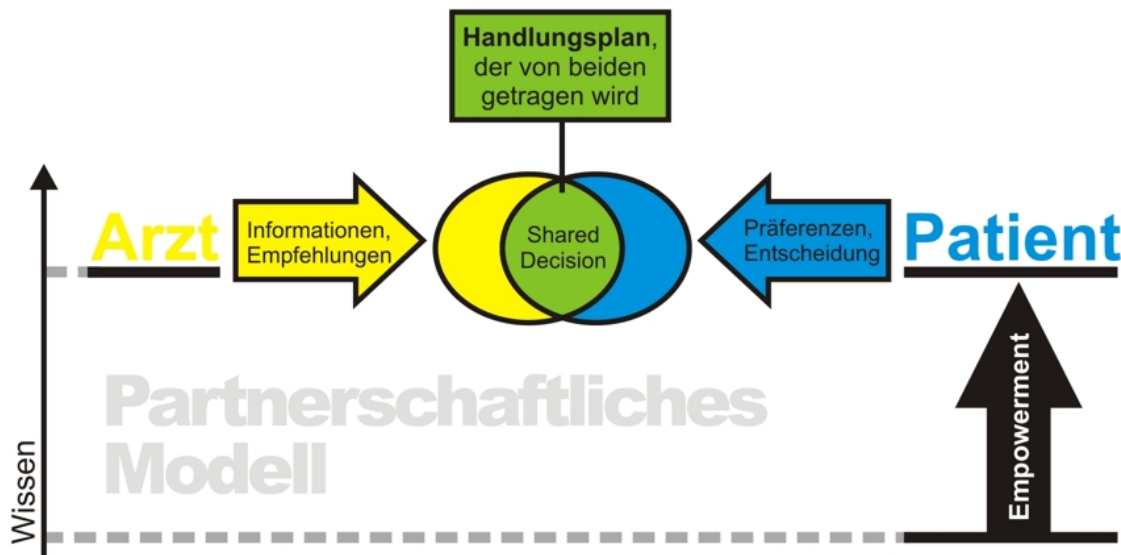 Handlungsplan,
der von beiden
getragen wird
Arzt
Informationen,
Empfehlungen
Shared
Decision
Präferenzen,
Entscheidung
Patient
Partnerschaftliches
Modell
Wissen
Empowerment